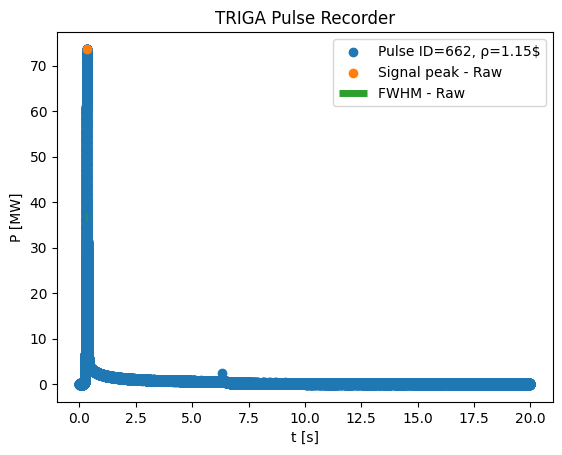 TRIGA Pulse Recorder
Pulse ID=662, ρ=1.15$
Signal peak - Raw
FWHM - Raw
P [MW]
70
60
50
40
30
20
10
0
0.0 2.5 5.0 7.5 10.0 12.5 15.0 17.5 20.0
t [s]